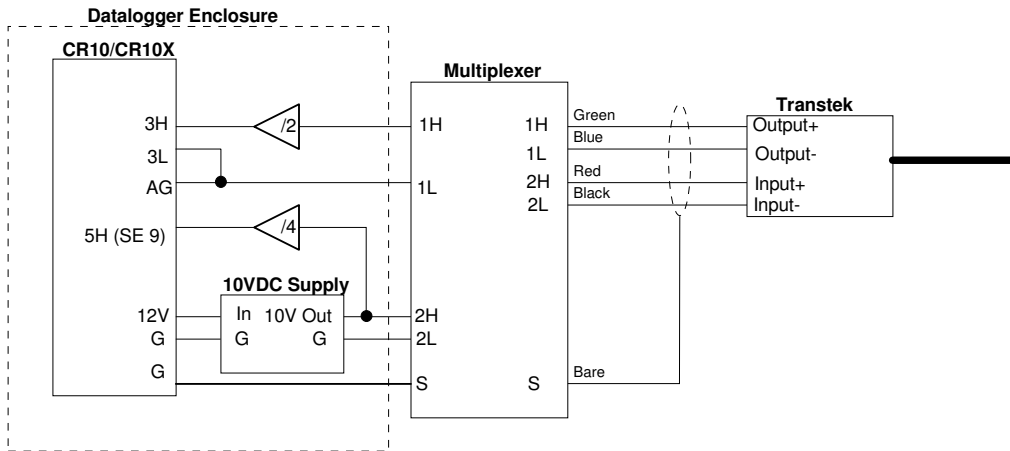 Datalogger Enclosure
CR10/CR10X
Multiplexer
Transtek
3H
/2
1H
1H
Green
Output+
3L
1L
Blue
Output-
AG
1L
2H
Red
Input+
2L
Black
Input-
5H (SE 9)
/4
10VDC Supply
12V
In
10V Out
2H
G
G
G
2L
G
S
S
Bare